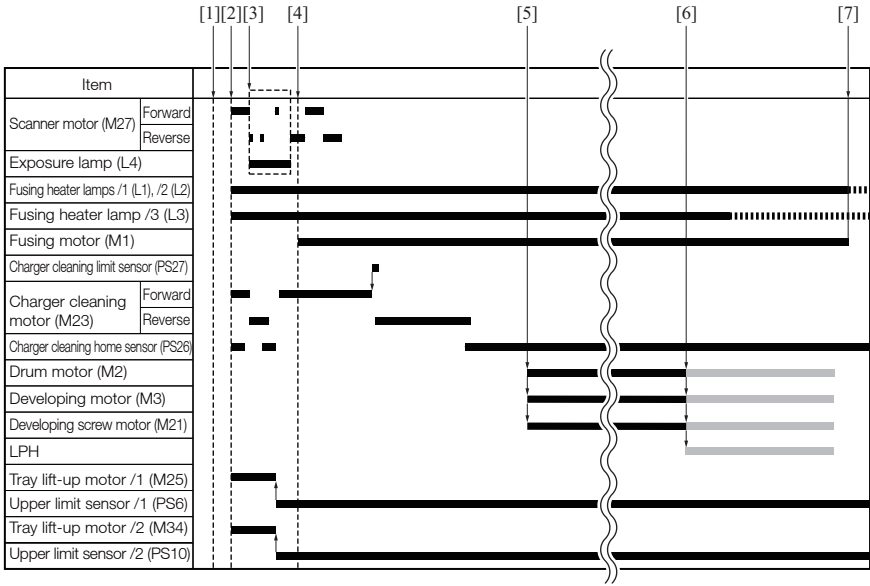 [1][2][3] [4] [5] [6] [7]
Item
Scanner motor (M27) Forward
Reverse
Exposure lamp (L4)
Fusing heater lamps /1 (L1), /2 (L2)
Fusing heater lamp /3 (L3)
Fusing motor (M1)
Charger cleaning limit sensor (PS27)
Charger cleaning motor (M23) Forward
Reverse
Charger cleaning home sensor (PS26)
Drum motor (M2)
Developing motor (M3)
Developing screw motor (M21)
LPH
Tray lift-up motor /1 (M25)
Upper limit sensor /1 (PS6)
Tray lift-up motor /2 (M34)
Upper limit sensor /2 (PS10)